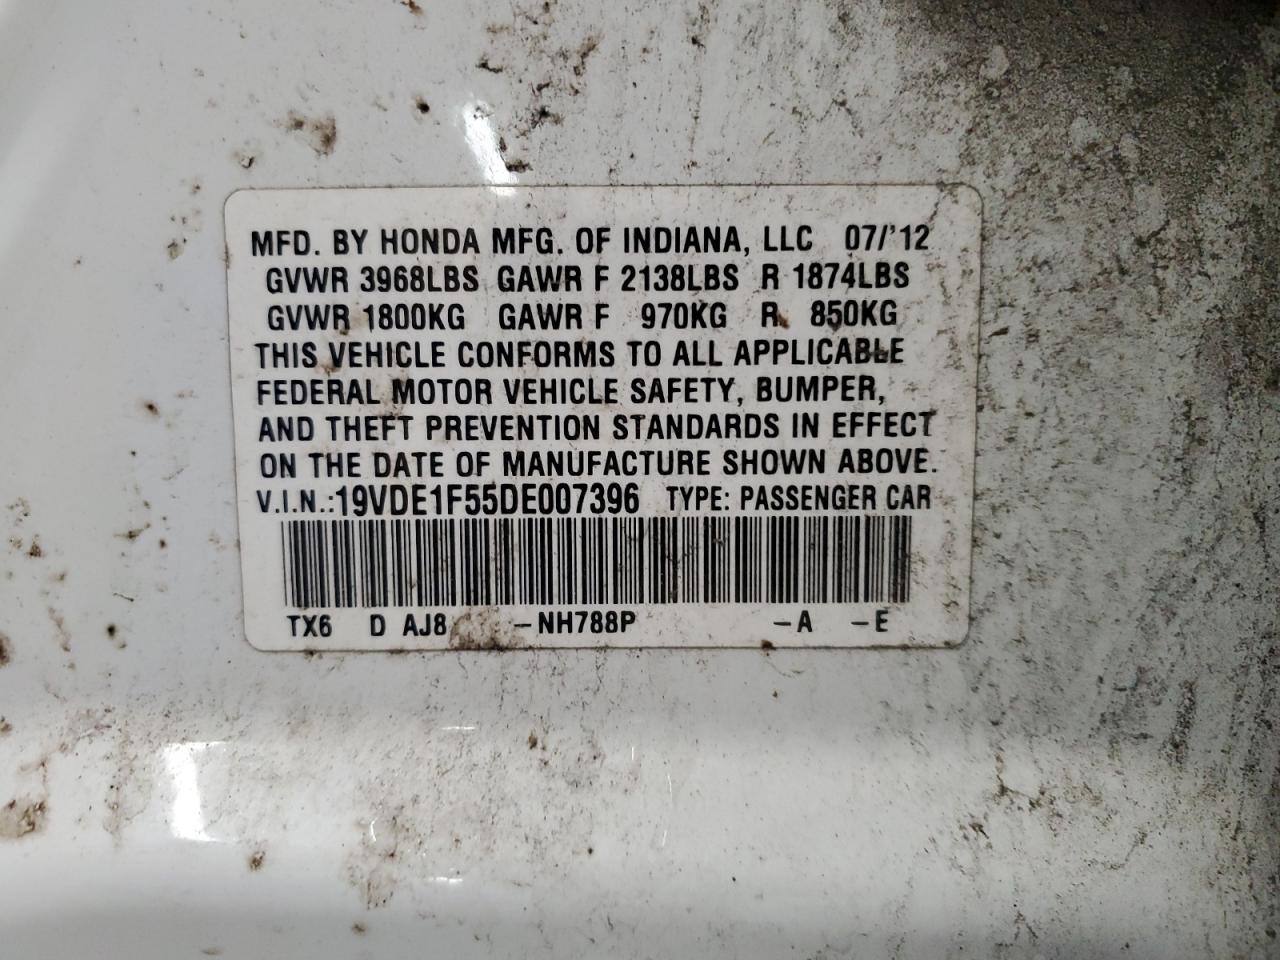 MFD. BY HONDA MFG. OF INDIANA, LLC 07/'12
GVWR 3968LBS GAWR F 2138LBS R 1874LBS
GVWR 1800KG GAWR F 970KG R 850KG
THIS VEHICLE CONFORMS TO ALL APPLICABLE
FEDERAL MOTOR VEHICLE SAFETY, BUMPER,
AND THEFT PREVENTION STANDARDS IN EFFECT
ON THE DATE OF MANUFACTURE SHOWN ABOVE.
V.I.N.:19VDE1F55DE007396 TYPE: PASSENGER CAR
TX6 D AJ8 -NH788P -A -E